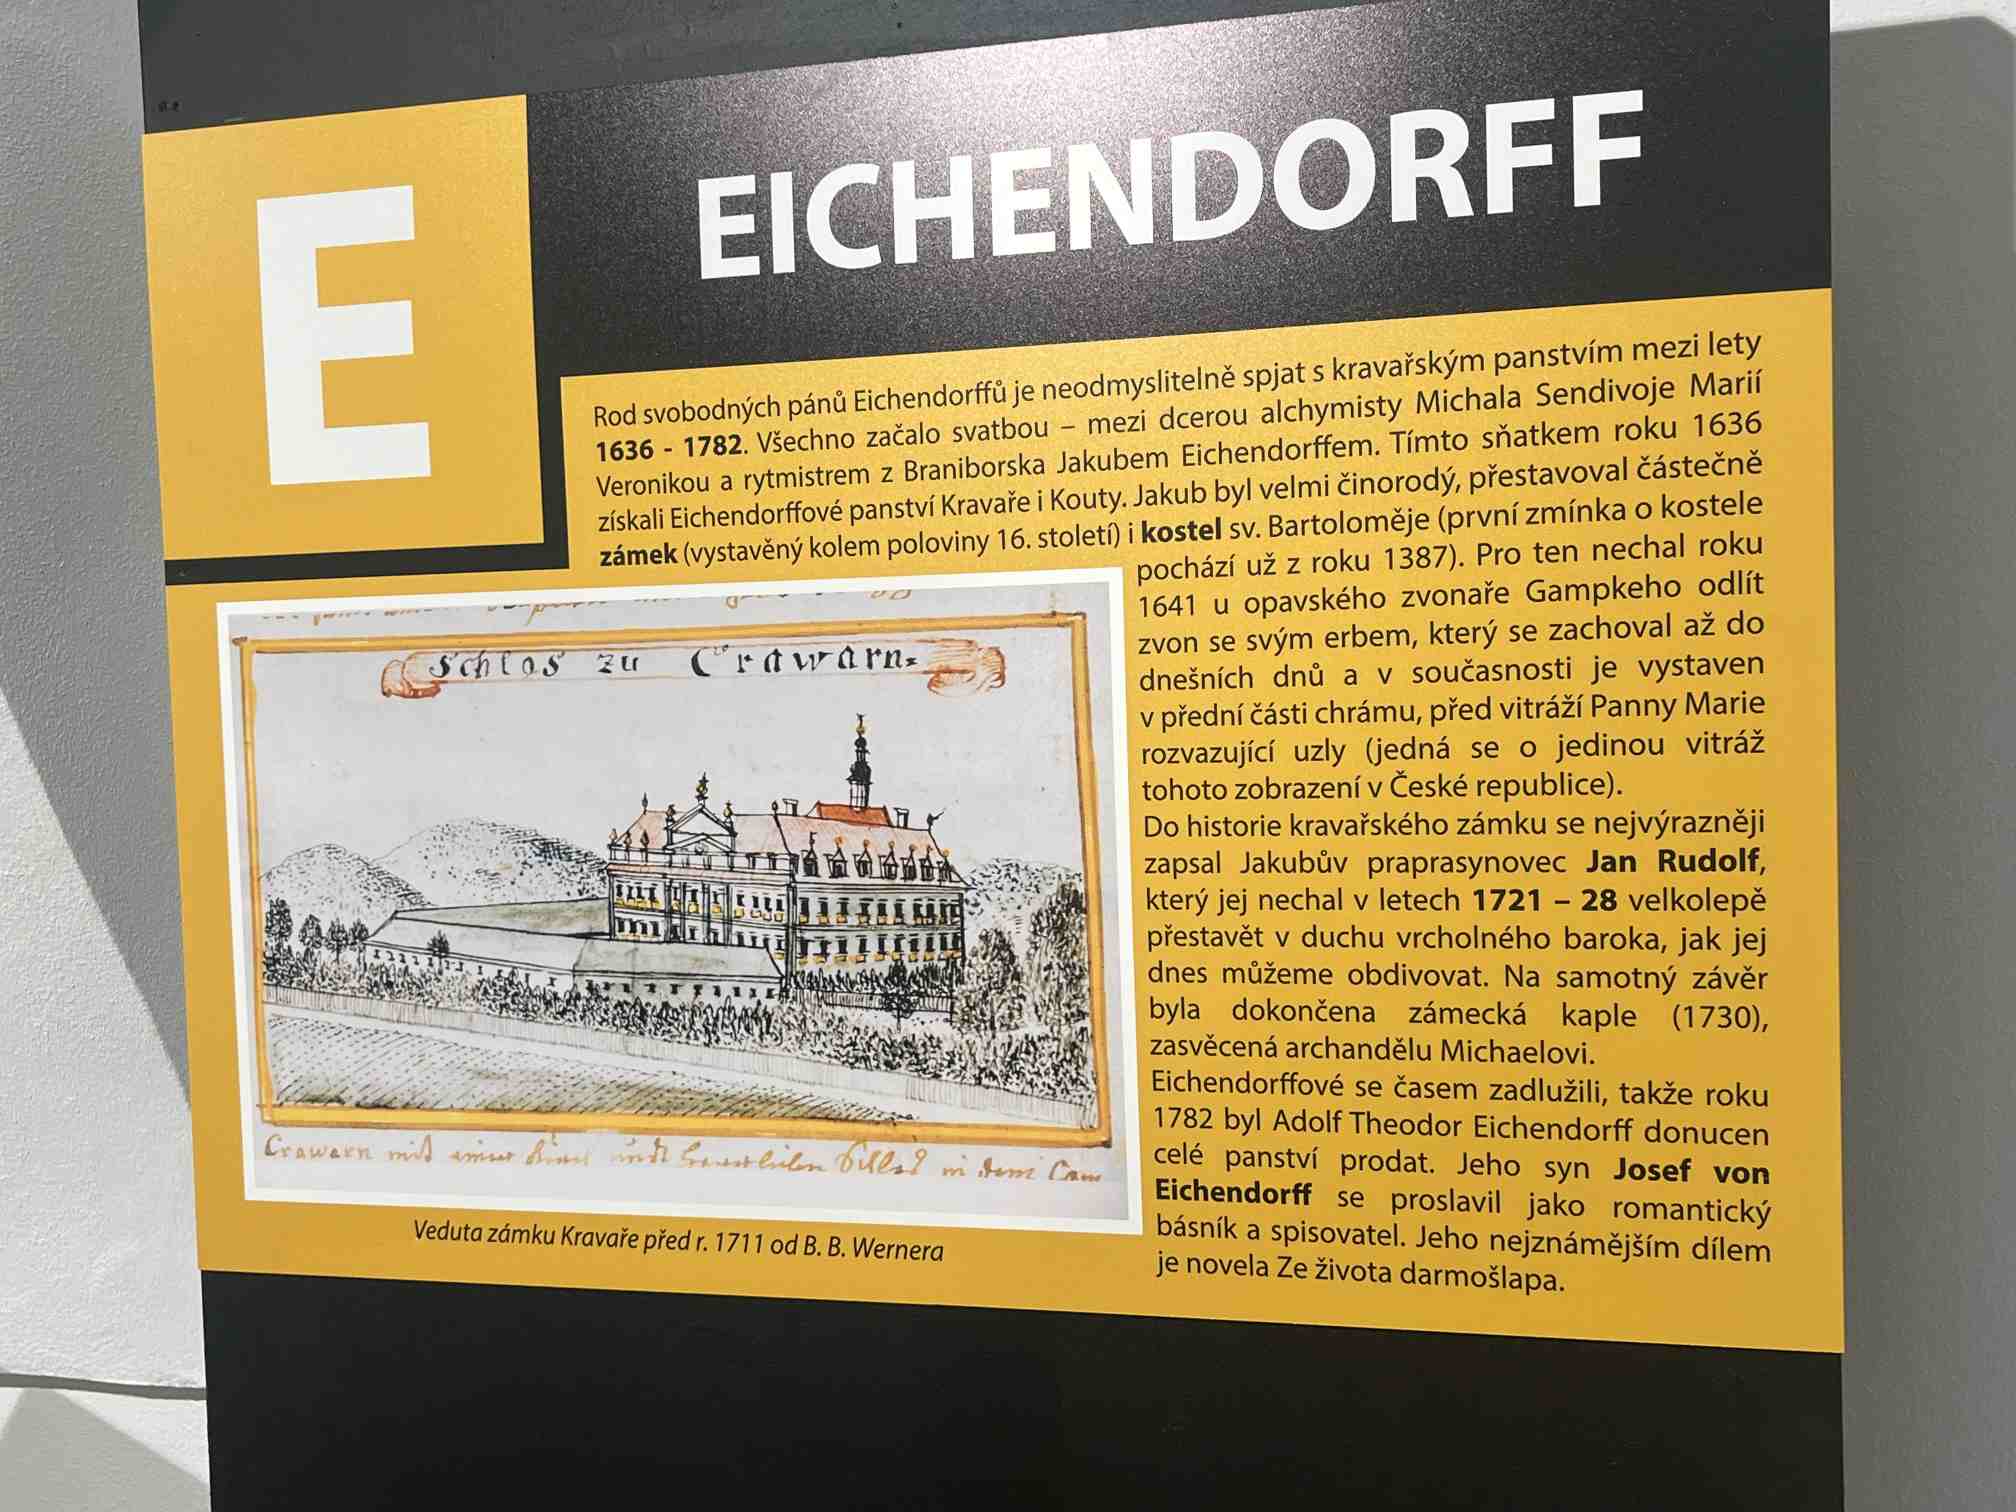 E
EICHENDORFF
Rod svobodných pánů Eichendorffů je neodmyslitelně spjat s kravařským panstvím mezi lety
1636 - 1782. Všechno začalo svatbou – mezi dcerou alchymisty Michala Sendivoje Marií
Veronikou a rytmistrem z Braniborska Jakubem Eichendorffem. Tímto sňatkem roku 1636
získali Eichendorffové panství Kravaře i Kouty. Jakub byl velmi činorodý, přestavoval částečně
zámek (vystavěný kolem poloviny 16. století) i kostel sv. Bartoloměje (první zmínka o kostele
pochází už z roku 1387). Pro ten nechal roku
1641 u opavského zvonaře Gampkeho odlít
zvon se svým erbem, který se zachoval až do
dnešních dnů a v současnosti je vystaven
v přední části chrámu, před vitráží Panny Marie
rozvazující uzly (jedná se o jedinou vitráž
tohoto zobrazení v České republice).
Do historie kravařského zámku se nejvýrazněji
zapsal Jakubův praprasynovec Jan Rudolf,
který jej nechal v letech 1721 – 28 velkolepě
přestavět v duchu vrcholného baroka, jak jej
dnes můžeme obdivovat. Na samotný závěr
byla dokončena zámecká kaple (1730),
zasvěcená archandělu Michaelovi.
Eichendorffové se časem zadlužili, takže roku
1782 byl Adolf Theodor Eichendorff donucen
celé panství prodat. Jeho syn Josef von
Eichendorff se proslavil jako romantický
básník a spisovatel. Jeho nejznámějším dílem
je novela Ze života darmošlapa.
Schlos zu Crawarn
Crawarn mit einer in dem
Veduta zámku Kravaře před r. 1711 od B. B. Wernera